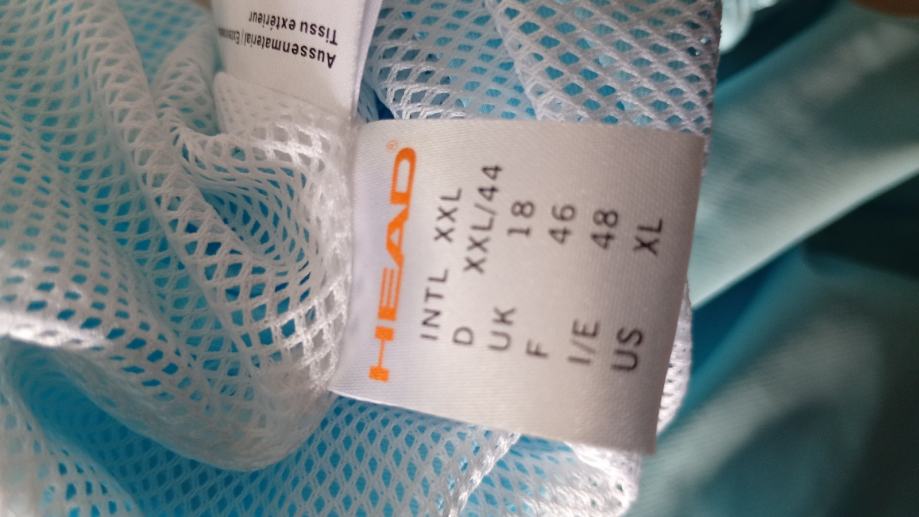 HEAD®
INTL XXL
D XXL/44
UK 18
F 46
I/E 48
US XL
Aussenmaterial
Tissu extérieur